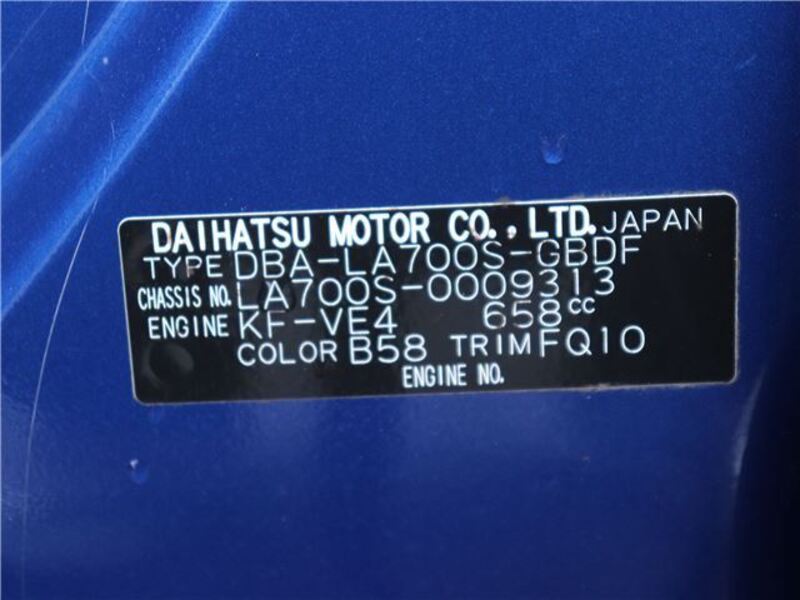 DAIHATSU MOTOR CO., LTD. JAPAN
TYPE DBA-LA700S-GBDF
CHASSIS NO. LA700S-0009313
ENGINE KF-VE4 658cc
COLOR B58 TRIM FQ10
ENGINE NO.